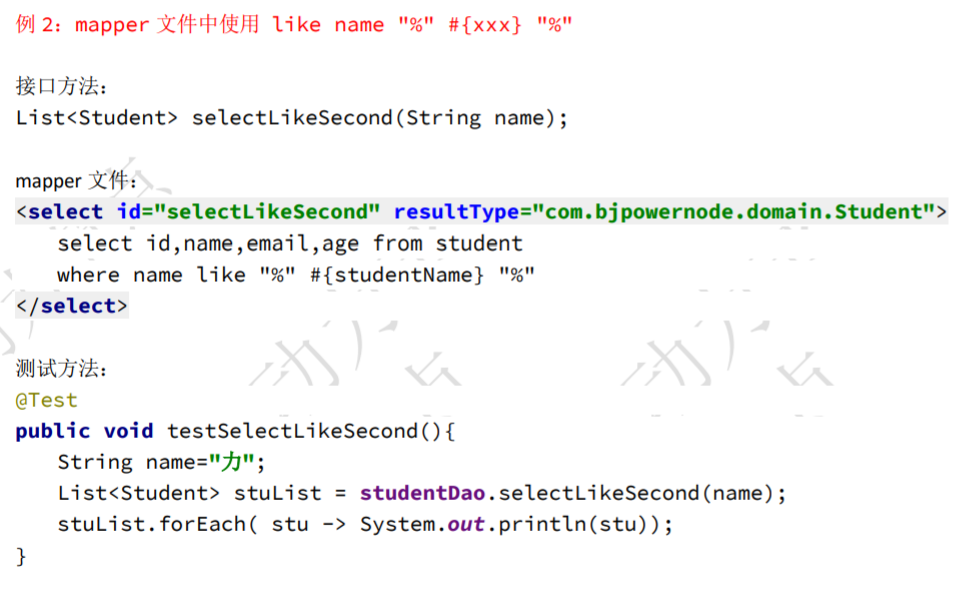 例 2：mapper 文件中使用 like name "%" #{xxx} "%"
接口方法：
List<Student> selectLikeSecond(String name);
mapper 文件：
<select id="selectLikeSecond" resultType="com.bjpowernode.domain.Student">
select id,name,email,age from student
where name like "%" #{studentName} "%"
</select>
测试方法：
@Test
public void testSelectLikeSecond(){
String name="力";
List<Student> stuList = studentDao.selectLikeSecond(name);
stuList.forEach( stu -> System.out.println(stu));
}